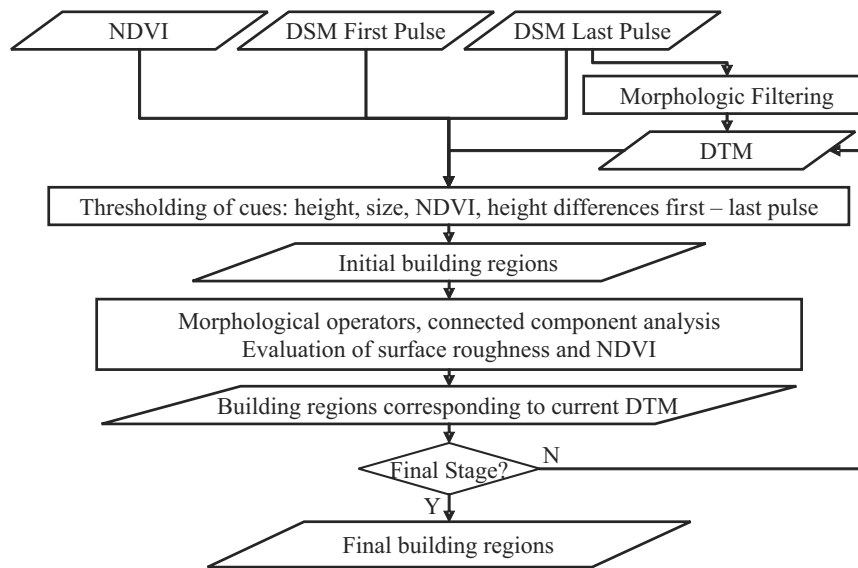 NDVI
DSM First Pulse
DSM Last Pulse
Morphologic Filtering
DTM
Thresholding of cues: height, size, NDVI, height differences first – last pulse
Initial building regions
Morphological operators, connected component analysis
Evaluation of surface roughness and NDVI
Building regions corresponding to current DTM
Final Stage?
N
Y
Final building regions